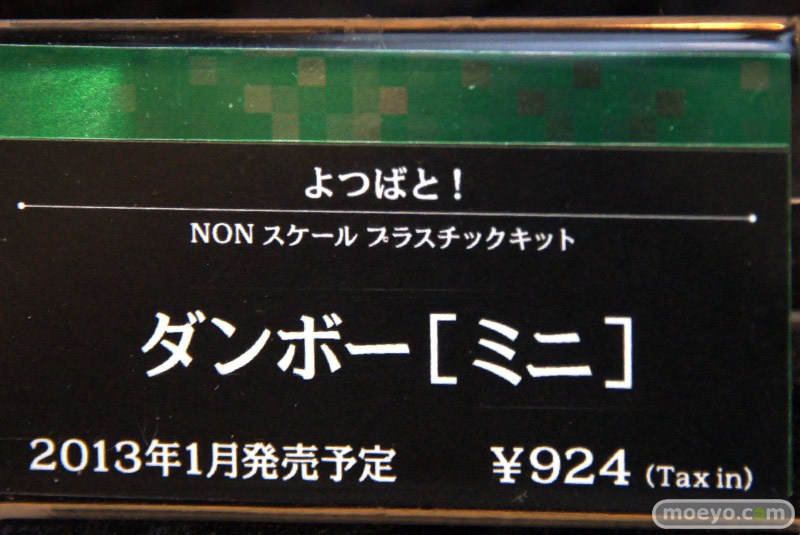 よつばと!
NON スケール プラスチックキット
ダンボー[ミニ]
2013年1月発売予定 ¥924 (Tax in)
moeyo.com